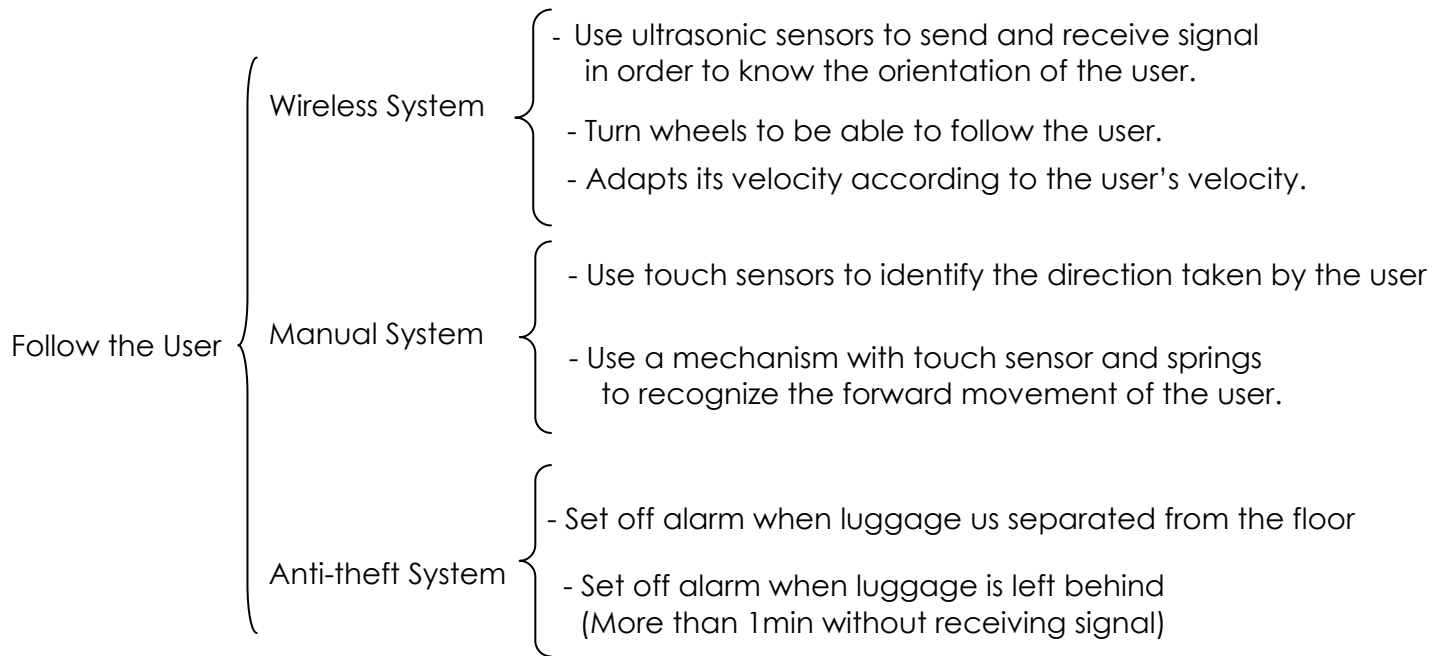 Follow the User
Wireless System
- Use ultrasonic sensors to send and receive signal
in order to know the orientation of the user.
- Turn wheels to be able to follow the user.
- Adapts its velocity according to the user’s velocity.
Manual System
- Use touch sensors to identify the direction taken by the user
- Use a mechanism with touch sensor and springs
to recognize the forward movement of the user.
Anti-theft System
- Set off alarm when luggage us separated from the floor
- Set off alarm when luggage is left behind
(More than 1min without receiving signal)